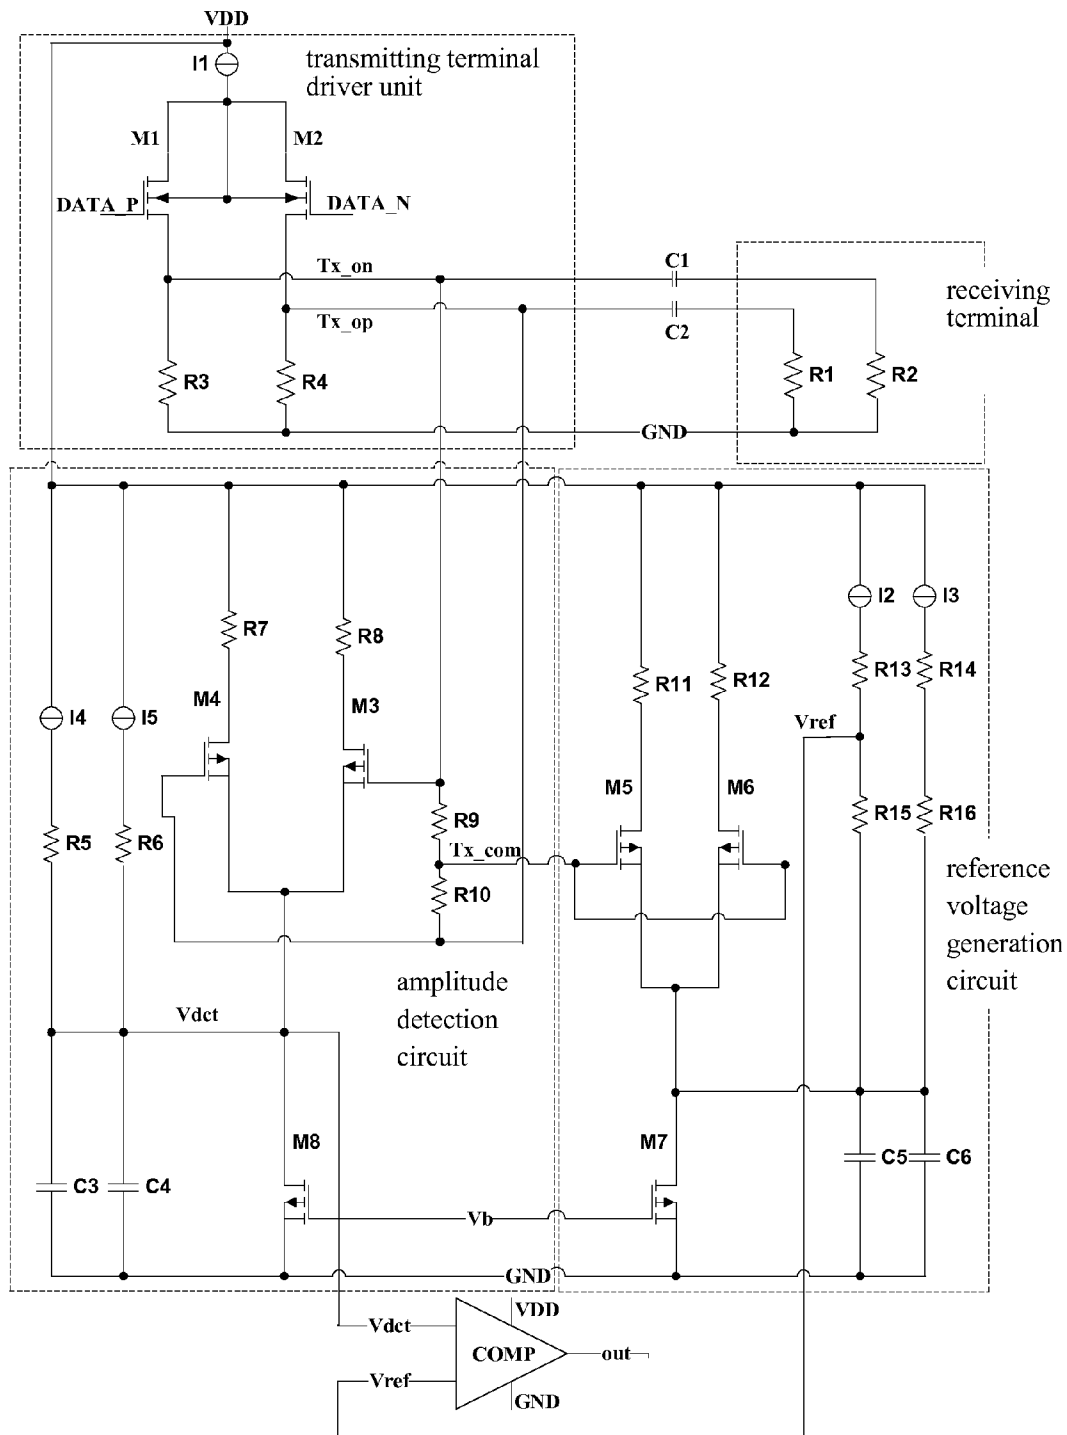 VDD
I1
transmitting terminal
driver unit
M1
M2
DATA_P
DATA_N
Tx_on
C1
Tx_op
C2
receiving
terminal
R3
R4
R1
R2
GND
R7
R8
I2
I3
R11
R12
R13
R14
M4
M3
I4
I5
Vref
M5
M6
R5
R6
R9
R15
R16
Tx_com
R10
reference
voltage
generation
circuit
amplitude
detection
circuit
Vdct
M8
M7
C3
C4
C5
C6
Vb
GND
VDD
Vdct
COMP
out
Vref
GND